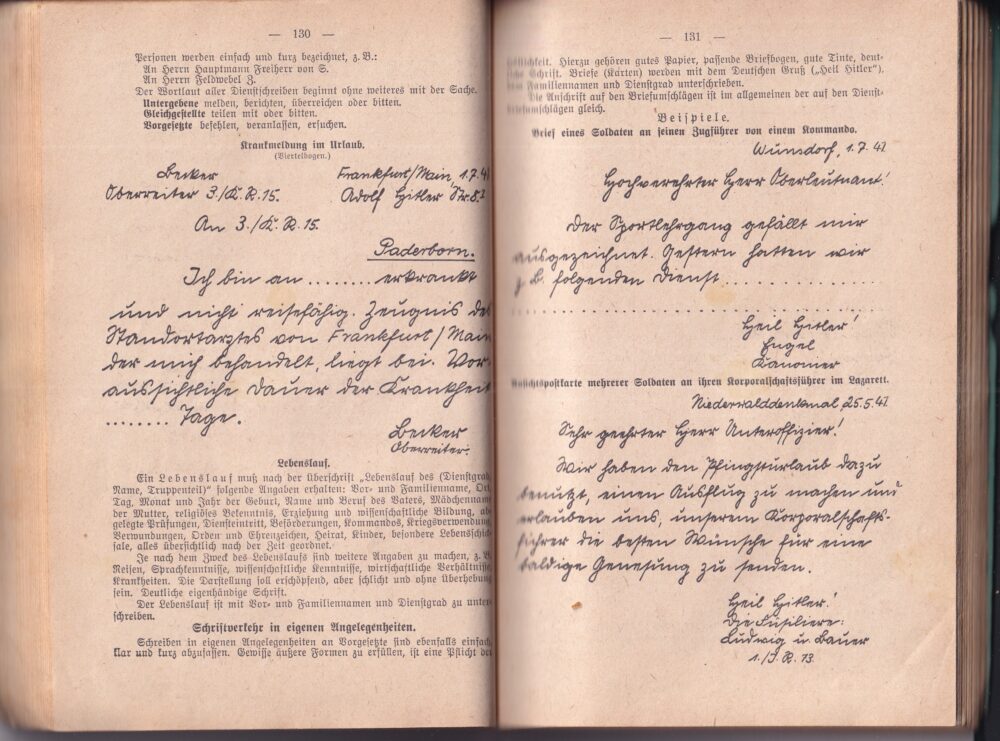 — 130 —
Personen werden einfach und kurz bezeichnet, z. B.:
An Herrn Hauptmann Freiherr von S.
An Herrn Feldwebel Z.
Der Wortlaut aller Dienstschreiben beginnt ohne weiteres mit der Sache.
Untergebene melden, berichten, überreichen oder bitten.
Gleichgestellte teilen mit oder bitten.
Vorgesetzte befehlen, veranlassen, ersuchen.
Krankmeldung im Urlaub.
(Viertelbogen.)
Becker Frankfurt/Main 1.7.41
Oberreiter 3./K. R. 15. Adolf Hitler Str. 8.I
An 3./K. R. 15.
Paderborn.
Ich bin an ........ erkrankt
und nicht reisefähig. Zeugnis des
Standortarztes von Frankfurt/Main
der mich behandelt, liegt bei. Vor-
aussichtliche Dauer der Krankheit
........ Tage.
Becker
Oberreiter.
Lebenslauf.
Ein Lebenslauf muß nach der Überschrift „Lebenslauf des (Dienstgrad,
Name, Truppenteil)“ folgende Angaben erhalten: Vor- und Familienname, Ort,
Tag, Monat und Jahr der Geburt, Name und Beruf des Vaters, Mädchenname
der Mutter, religiöses Bekenntnis, Erziehung und wissenschaftliche Bildung, ab-
gelegte Prüfungen, Diensteintritt, Beförderungen, Kommandos, Kriegsverwendung,
Verwundungen, Orden und Ehrenzeichen, Heirat, Kinder, besondere Lebensschick-
sale, alles übersichtlich nach der Zeit geordnet.
Je nach dem Zweck des Lebenslaufs sind weitere Angaben zu machen, z. B.
Reisen, Sprachkenntnisse, wissenschaftliche Kenntnisse, wirtschaftliche Verhältnisse,
Krankheiten. Die Darstellung soll erschöpfend, aber schlicht und ohne Überhebung
sein. Deutliche eigenhändige Schrift.
Der Lebenslauf ist mit Vor- und Familiennamen und Dienstgrad zu unter-
schreiben.
Schriftverkehr in eigenen Angelegenheiten.
Schreiben in eigenen Angelegenheiten an Vorgesetzte sind ebenfalls einfach,
klar und kurz abzufassen. Gewisse äußere Formen zu erfüllen, ist eine Pflicht der
— 131 —
Höflichkeit. Hierzu gehören gutes Papier, passende Briefbogen, gute Tinte, deut-
liche Schrift. Briefe (Karten) werden mit dem Deutschen Gruß („Heil Hitler“),
dem Familiennamen und Dienstgrad unterschrieben.
Die Anschrift auf den Briefumschlägen ist im allgemeinen der auf den Dienst-
briefumschlägen gleich.
Beispiele.
Brief eines Soldaten an seinen Zugführer von einem Kommando.
Wünsdorf, 1.7.41
Hochverehrter Herr Oberleutnant!
Der Sportlehrgang gefällt mir
ausgezeichnet. Gestern hatten wir
z. B. folgenden Dienst..............
..............................
Heil Hitler!
Engel
Kanonier
Ansichtspostkarte mehrerer Soldaten an ihren Korporalschaftsführer im Lazarett.
Niederwalddenkmal, 25.5.41
Sehr geehrter Herr Unteroffizier!
Wir haben den Pfingsturlaub dazu
benutzt, einen Ausflug zu machen und
erlauben uns, unserem Korporalschafts-
führer die besten Wünsche für eine
baldige Genesung zu senden.
Heil Hitler!
Die Füsiliere:
Ludwig u. Bauer
1./J. R. 13.